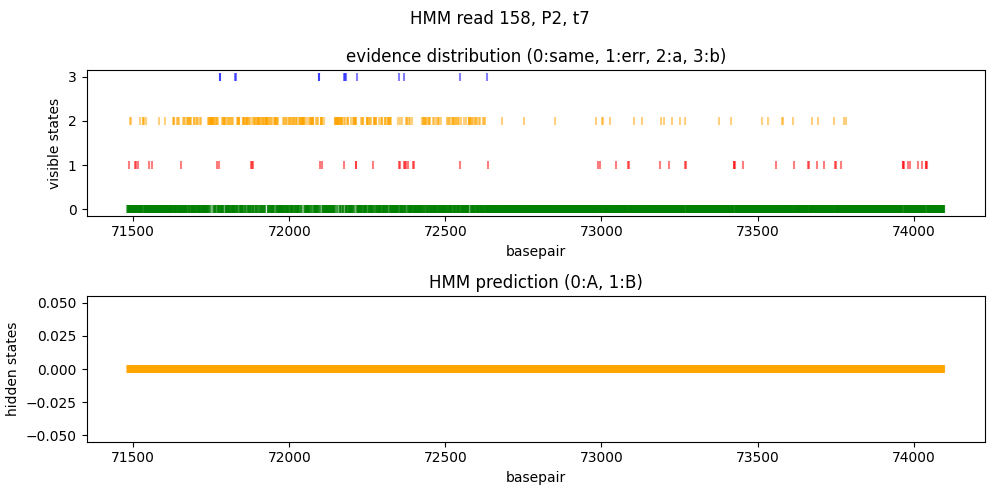 HMM read 158, P2, t7
evidence distribution (0:same, 1:err, 2:a, 3:b)
visible states
3
2
1
0
71500 72000 72500 73000 73500 74000
basepair
HMM prediction (0:A, 1:B)
hidden states
0.050
0.025
0.000
−0.025
−0.050
71500 72000 72500 73000 73500 74000
basepair